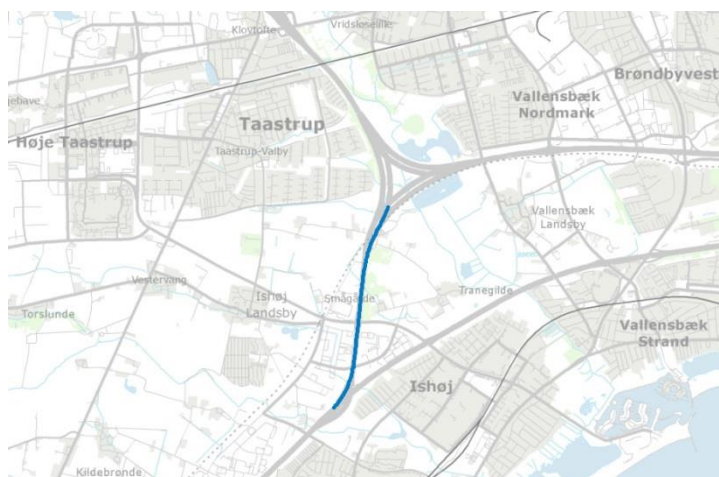 Vridsløselille
Klovtofte
Brøndbyvest
Vallensbæk
Nordmark
Taastrup
Høje Taastrup
Taastrup-Valby
Vallensbæk
Landsby
Vestervang
Tranegilde
Ishøj
Landsby
Smågårde
Torslunde
Vallensbæk
Strand
Ishøj
Kildebrønde